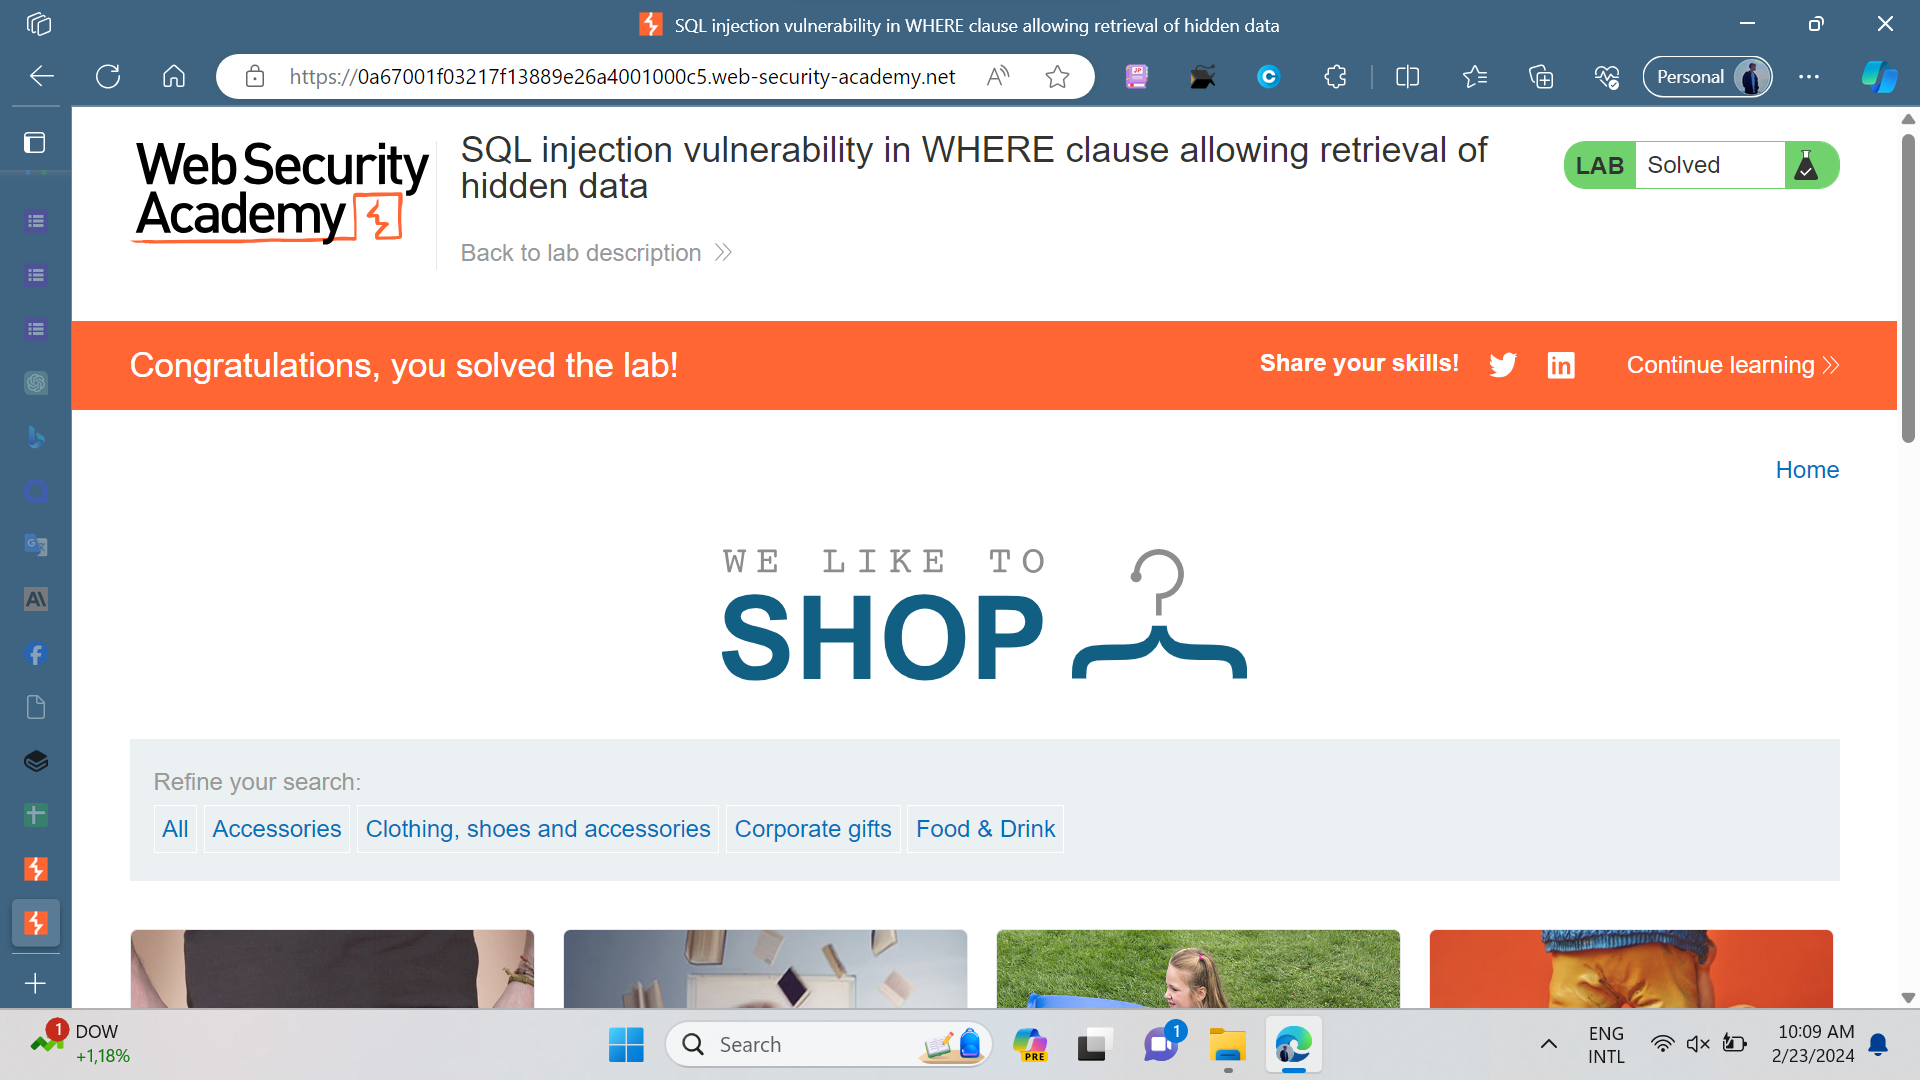 SQL injection vulnerability in WHERE clause allowing retrieval of hidden data
https://0a67001f03217f13889e26a4001000c5.web-security-academy.net
Personal
Web Security
Academy
SQL injection vulnerability in WHERE clause allowing retrieval of
hidden data
LAB Solved
Back to lab description
Congratulations, you solved the lab!
Share your skills!
Continue learning
Home
WE LIKE TO
SHOP
Refine your search:
All Accessories Clothing, shoes and accessories Corporate gifts Food & Drink
1
DOW
+1,18%
Search
PRE
1
ENG
INTL
10:09 AM
2/23/2024